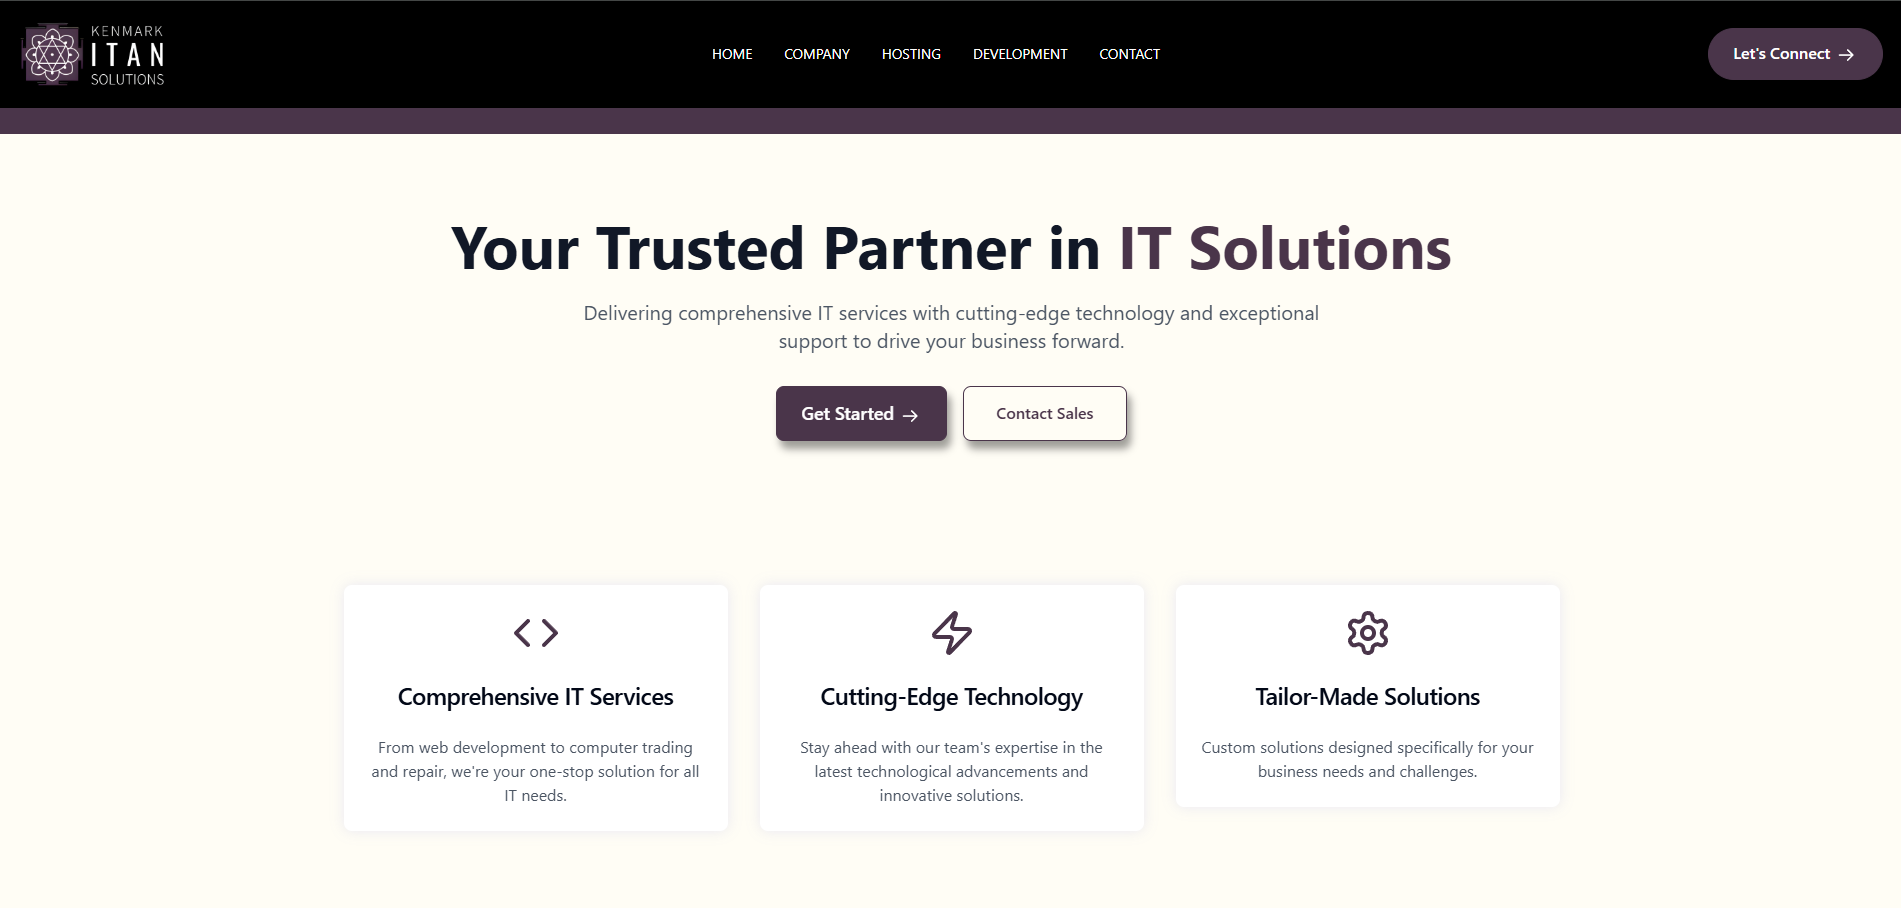 KENMARK
ITAN
SOLUTIONS
HOME
COMPANY
HOSTING
DEVELOPMENT
CONTACT
Let's Connect →
Your Trusted Partner in IT Solutions
Delivering comprehensive IT services with cutting-edge technology and exceptional
support to drive your business forward.
Get Started →
Contact Sales
Comprehensive IT Services
From web development to computer trading
and repair, we're your one-stop solution for all
IT needs.
Cutting-Edge Technology
Stay ahead with our team's expertise in the
latest technological advancements and
innovative solutions.
Tailor-Made Solutions
Custom solutions designed specifically for your
business needs and challenges.